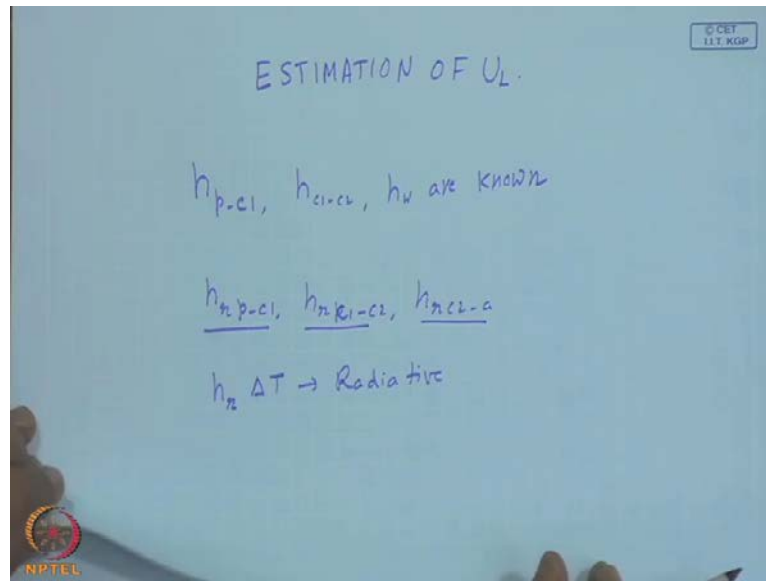 © CET
I.I.T. KGP
ESTIMATION OF U_L.
h_p-c1, h_c1-c2, h_w are known
h_r p-c1, h_r c1-c2, h_r c2-a
h_r ΔT → Radiative
NPTEL